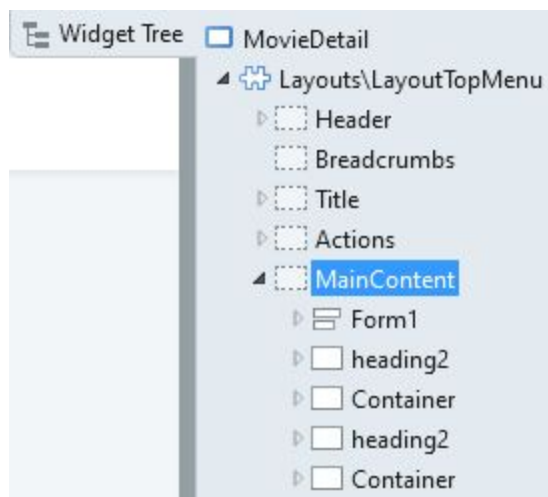 Widget Tree
MovieDetail
Layouts\LayoutTopMenu
Header
Breadcrumbs
Title
Actions
MainContent
Form1
heading2
Container
heading2
Container